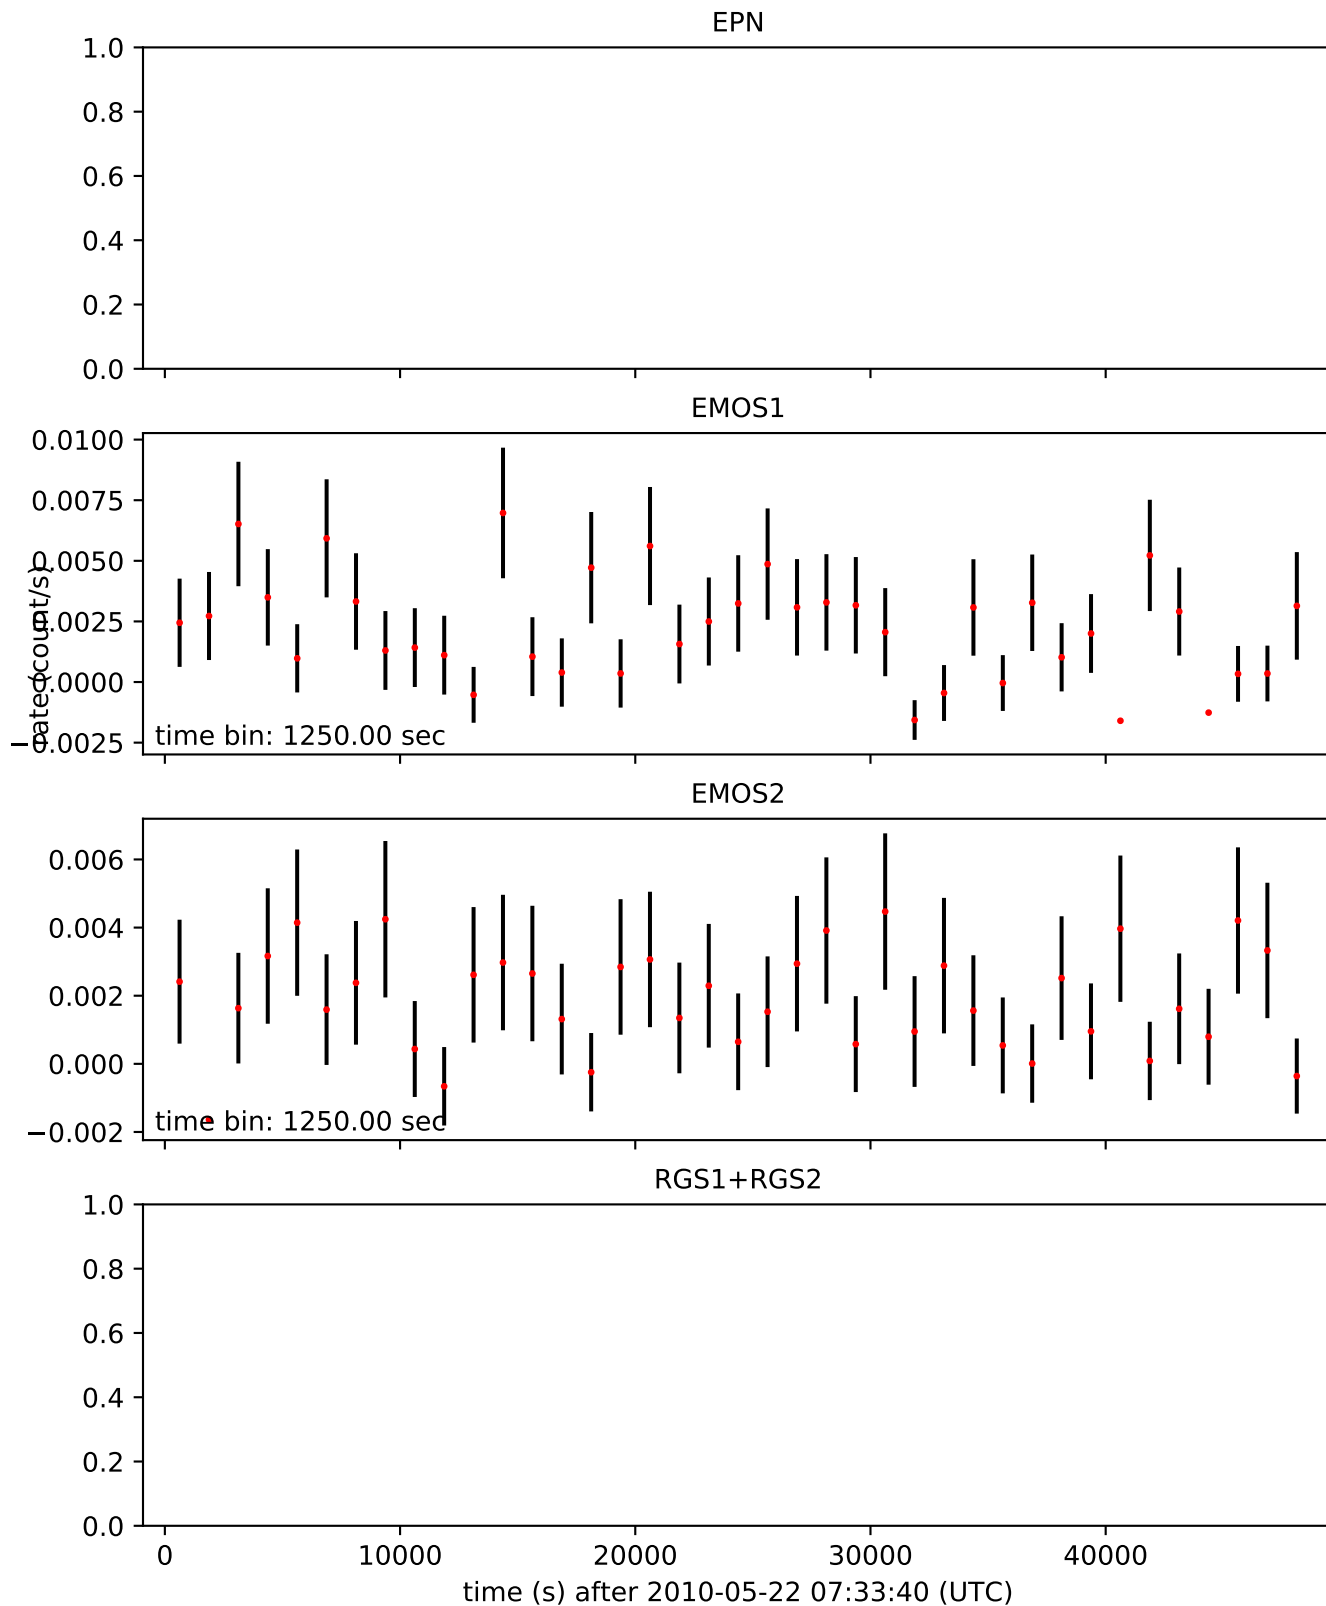 EPN
1.0
0.8
0.6
0.4
0.2
0.0
EMOS1
0.0100
0.0075
0.0050
0.0025
0.0000
−0.0025
rate (count/s)
time bin: 1250.00 sec
EMOS2
0.006
0.004
0.002
0.000
−0.002
time bin: 1250.00 sec
RGS1+RGS2
1.0
0.8
0.6
0.4
0.2
0.0
0 10000 20000 30000 40000
time (s) after 2010-05-22 07:33:40 (UTC)